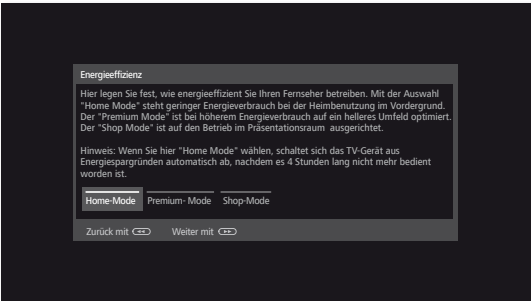 Energieeffizienz
Hier legen Sie fest, wie energieeffizient Sie Ihren Fernseher betreiben. Mit der Auswahl
"Home Mode" steht geringer Energieverbrauch bei der Heimbenutzung im Vordergrund.
Der "Premium Mode" ist bei höherem Energieverbrauch auf ein helleres Umfeld optimiert.
Der "Shop Mode" ist auf den Betrieb im Präsentationsraum ausgerichtet.
Hinweis: Wenn Sie hier "Home Mode" wählen, schaltet sich das TV-Gerät aus
Energiespargründen automatisch ab, nachdem es 4 Stunden lang nicht mehr bedient
worden ist.
Home-Mode Premium- Mode Shop-Mode
Zurück mit Weiter mit